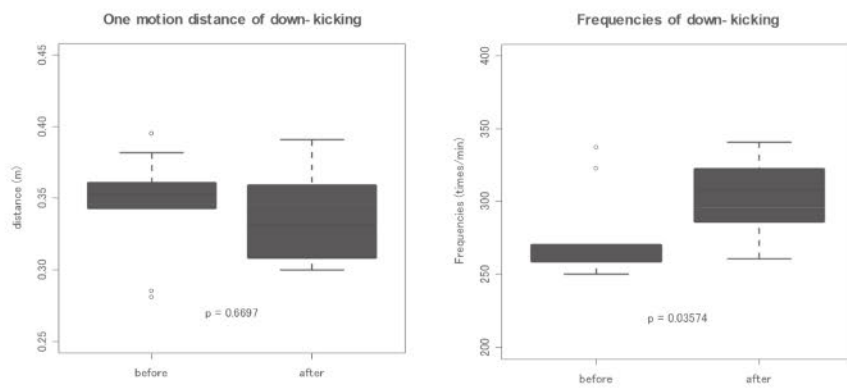 One motion distance of down-kicking
distance (m)
0.45
0.40
0.35
0.30
0.25
p = 0.6697
before
after
Frequencies of down-kicking
Frequencies (times/min)
400
350
300
250
200
p = 0.03574
before
after